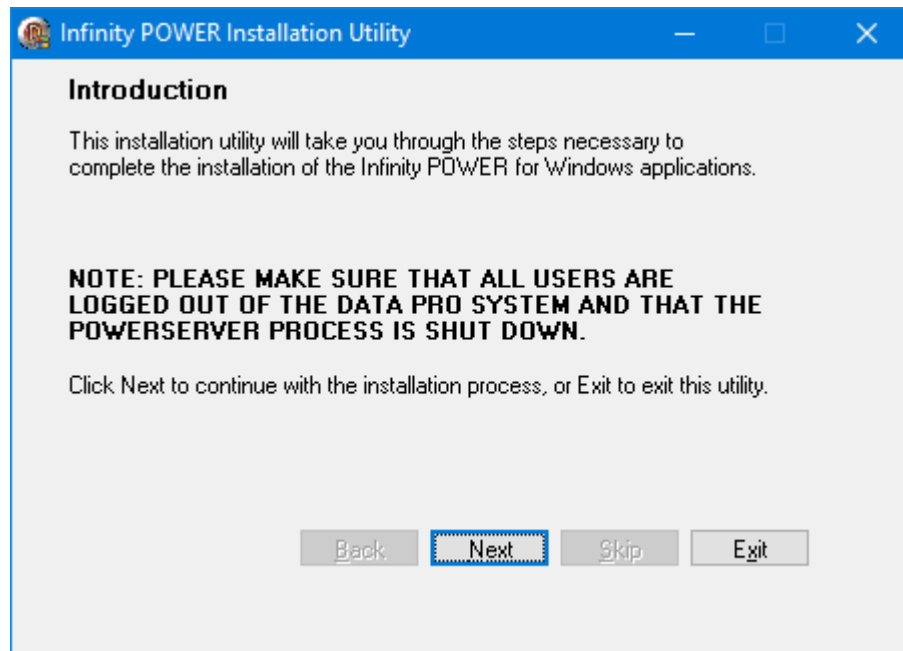 Infinity POWER Installation Utility
Introduction
This installation utility will take you through the steps necessary to
complete the installation of the Infinity POWER for Windows applications.
NOTE: PLEASE MAKE SURE THAT ALL USERS ARE
LOGGED OUT OF THE DATA PRO SYSTEM AND THAT THE
POWERSERVER PROCESS IS SHUT DOWN.
Click Next to continue with the installation process, or Exit to exit this utility.
Back Next Skip Exit